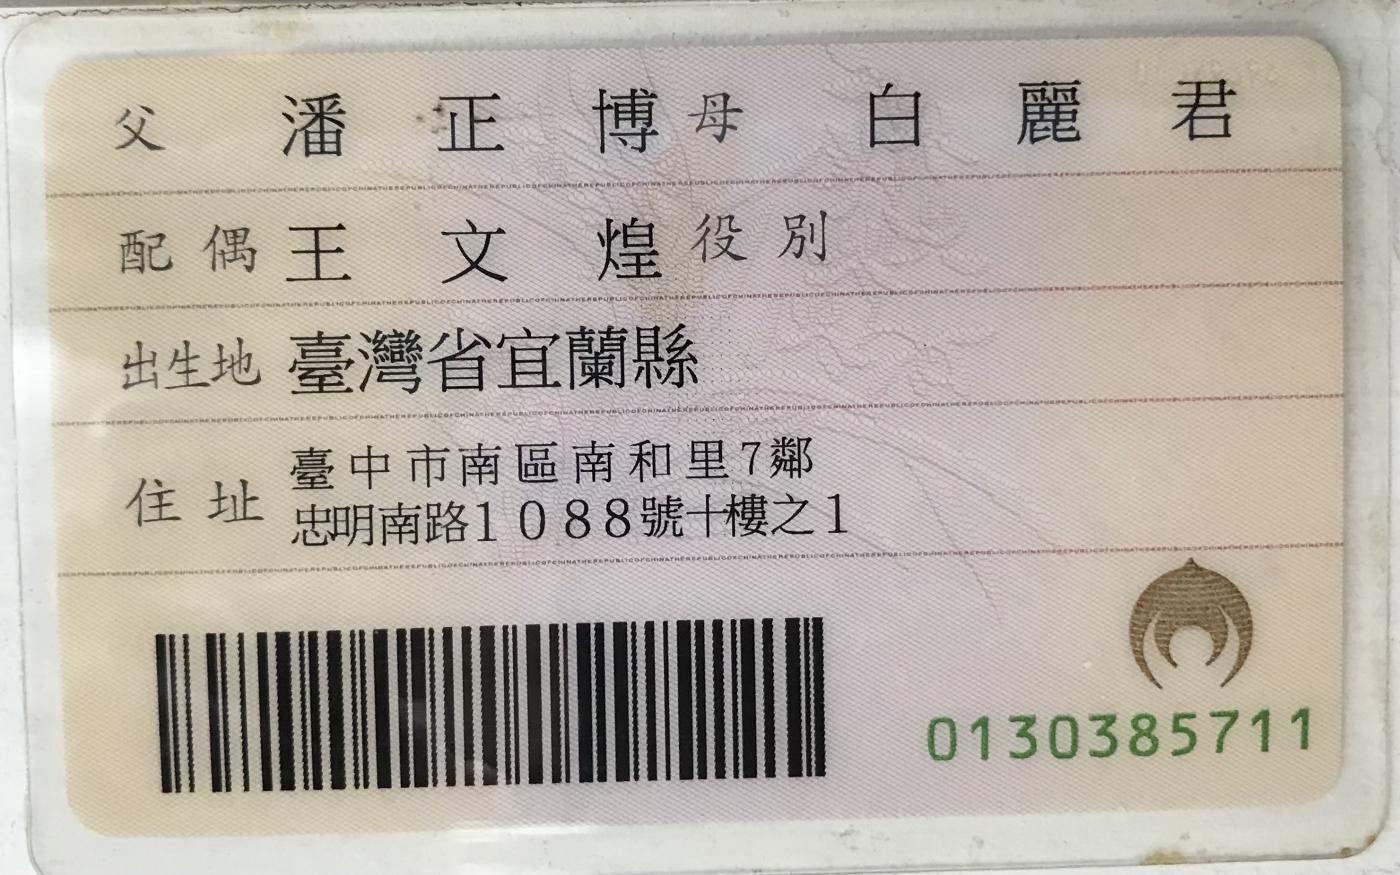 父 潘正博 母 白麗君
配偶 王文煌 役別
出生地 臺灣省宜蘭縣
住址 臺中市南區南和里7鄰
忠明南路1088號十樓之1
0130385711